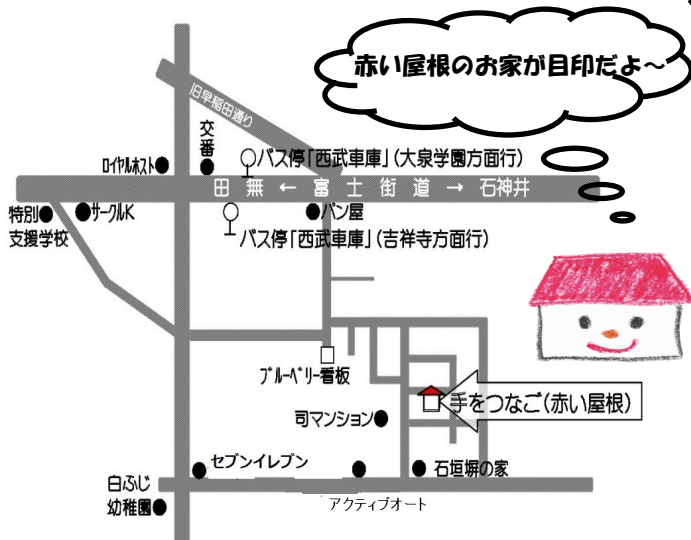 赤い屋根のお家が目印だよ～
旧早稲田通り
交番
ロイヤルホスト
バス停「西武車庫」(大泉学園方面行)
田無 ← 富士街道 → 石神井
特別
支援学校
サークルK
パン屋
バス停「西武車庫」(吉祥寺方面行)
ブルーベリー看板
手をつなご(赤い屋根)
司マンション
セブンイレブン
石垣塀の家
白ふじ
幼稚園
アクティブオート